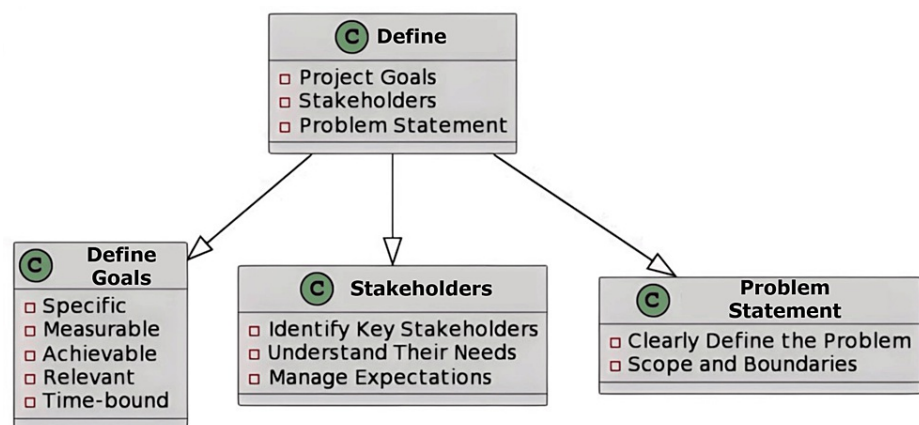 C Define
Project Goals
Stakeholders
Problem Statement
C Define
Goals
Specific
Measurable
Achievable
Relevant
Time-bound
C Stakeholders
Identify Key Stakeholders
Understand Their Needs
Manage Expectations
C Problem
Statement
Clearly Define the Problem
Scope and Boundaries